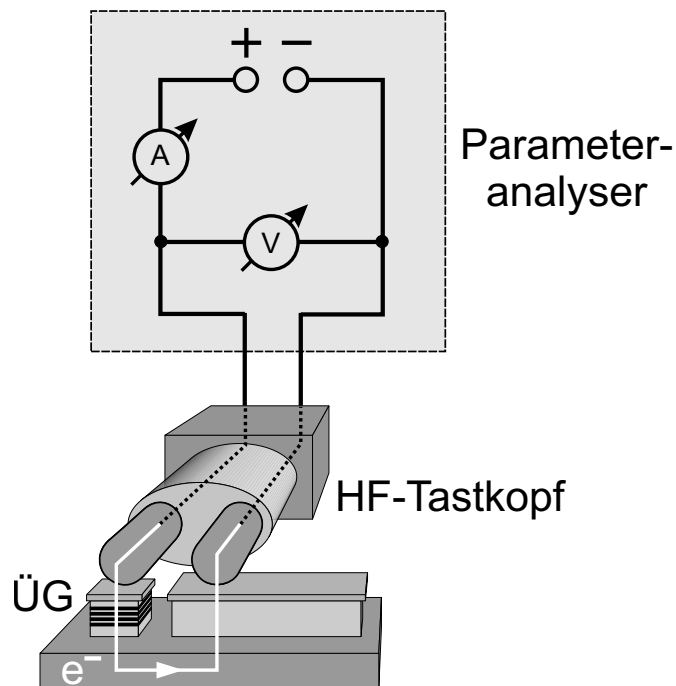 + −
A
Parameter-
analyser
V
HF-Tastkopf
ÜG
e⁻